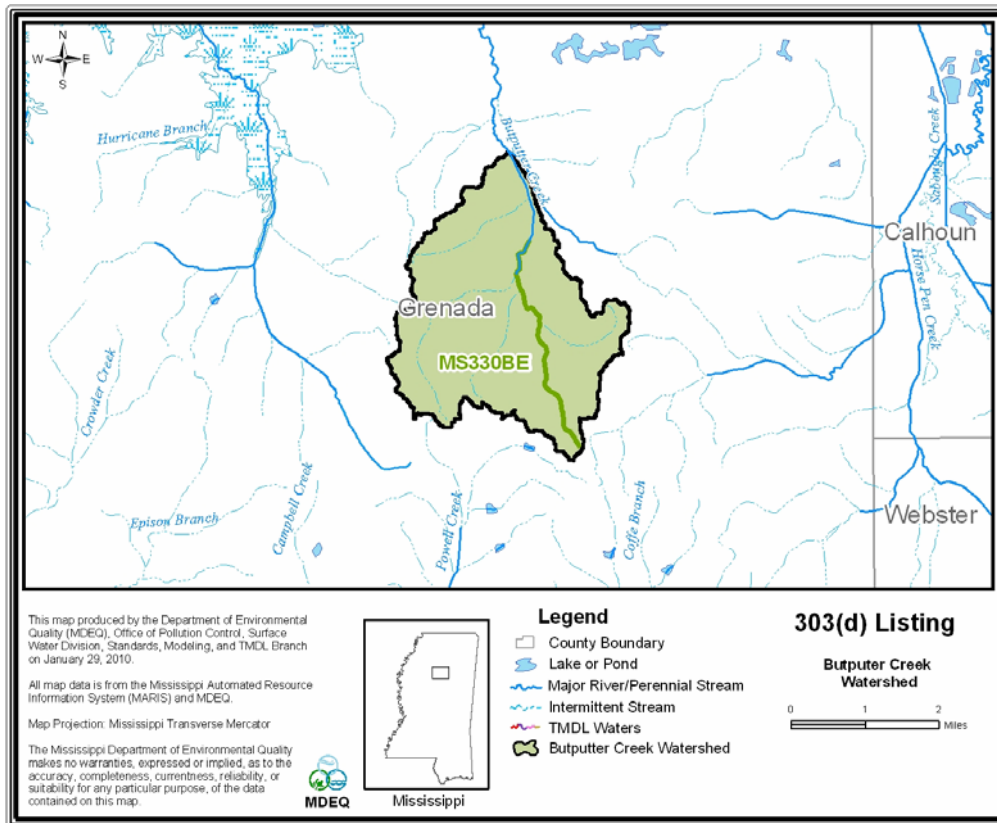 N
W E
S
Hurricane Branch
Butputter Creek
Sabougla Creek
Calhoun
Horse Pen Creek
Grenada
MS330BE
Crowder Creek
Campbell Creek
Epison Branch
Powell Creek
Coffe Branch
Webster
This map produced by the Department of Environmental
Quality (MDEQ), Office of Pollution Control, Surface
Water Division, Standards, Modeling, and TMDL Branch
on January 29, 2010.
All map data is from the Mississippi Automated Resource
Information System (MARIS) and MDEQ.
Map Projection: Mississippi Transverse Mercator
The Mississippi Department of Environmental Quality
makes no warranties, expressed or implied, as to the
accuracy, completeness, currentness, reliability, or
suitability for any particular purpose, of the data
contained on this map.
MDEQ
Mississippi
Legend
County Boundary
Lake or Pond
Major River/Perennial Stream
Intermittent Stream
TMDL Waters
Butputter Creek Watershed
303(d) Listing
Butputer Creek
Watershed
0 1 2
Miles